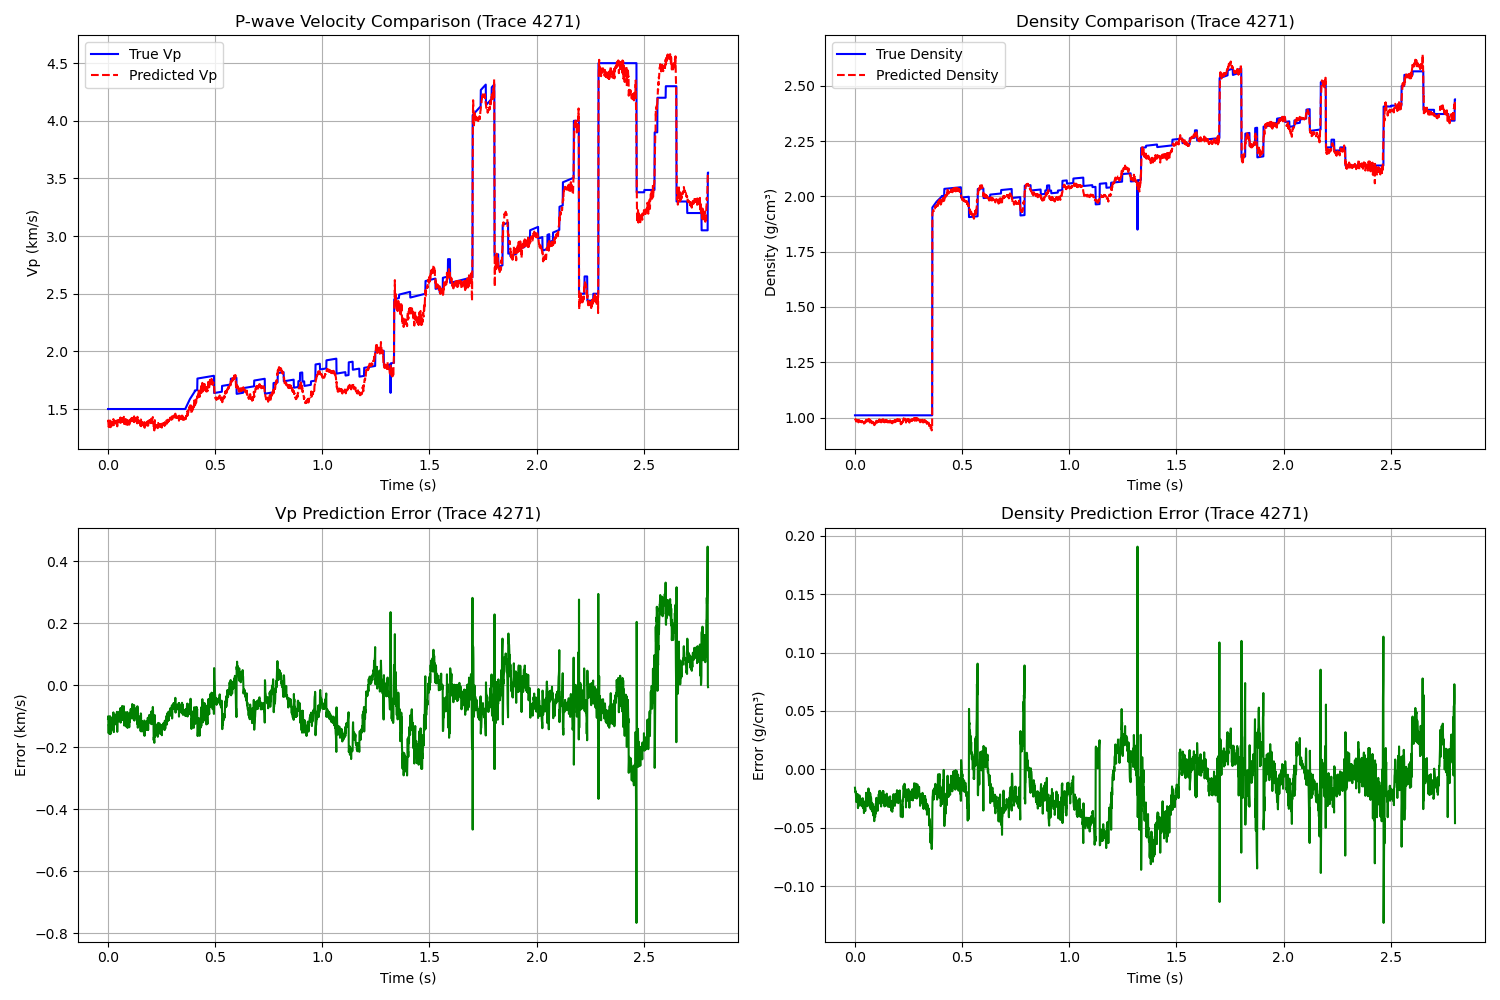 P-wave Velocity Comparison (Trace 4271)
True Vp
Predicted Vp
Vp (km/s)
4.5
4.0
3.5
3.0
2.5
2.0
1.5
0.0 0.5 1.0 1.5 2.0 2.5
Time (s)
Density Comparison (Trace 4271)
True Density
Predicted Density
Density (g/cm³)
2.50
2.25
2.00
1.75
1.50
1.25
1.00
0.0 0.5 1.0 1.5 2.0 2.5
Time (s)
Vp Prediction Error (Trace 4271)
Error (km/s)
0.4
0.2
0.0
−0.2
−0.4
−0.6
−0.8
0.0 0.5 1.0 1.5 2.0 2.5
Time (s)
Density Prediction Error (Trace 4271)
Error (g/cm³)
0.20
0.15
0.10
0.05
0.00
−0.05
−0.10
0.0 0.5 1.0 1.5 2.0 2.5
Time (s)